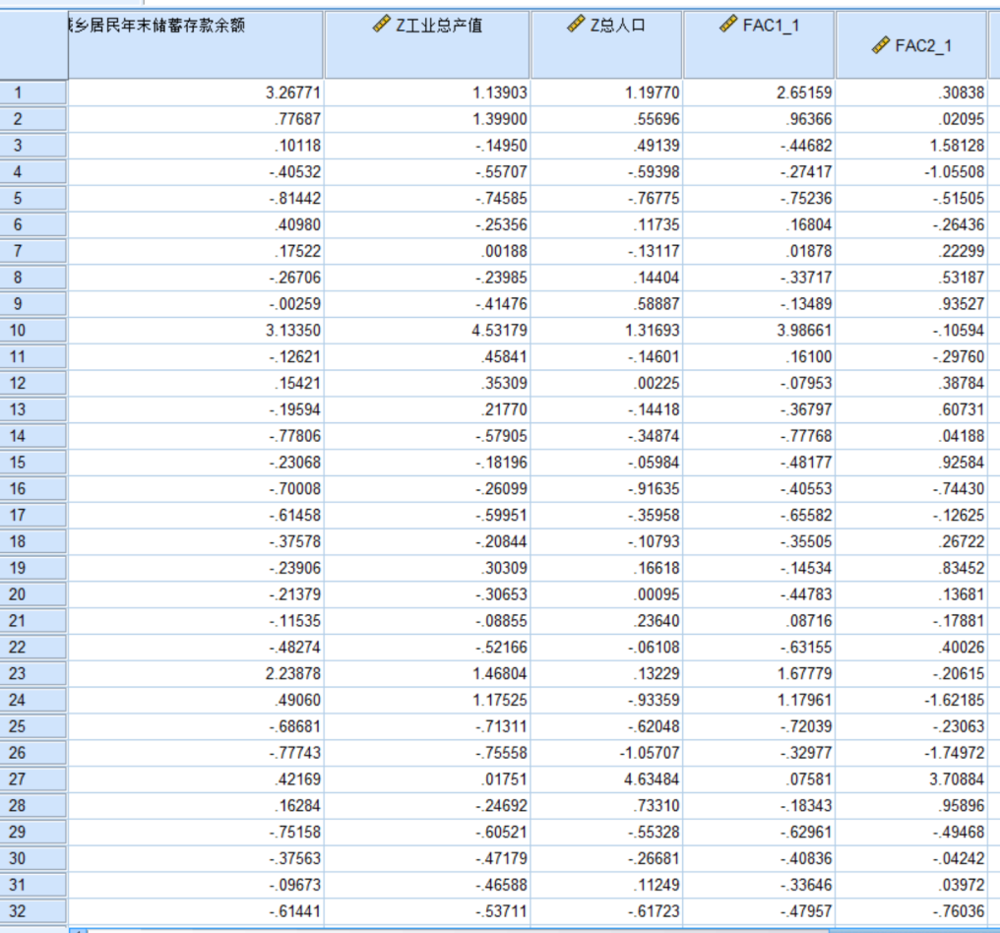 乡居民年末储蓄存款余额 Z工业总产值 Z总人口 FAC1_1 FAC2_1
1 3.26771 1.13903 1.19770 2.65159 .30838
2 .77687 1.39900 .55696 .96366 .02095
3 .10118 -.14950 .49139 -.44682 1.58128
4 -.40532 -.55707 -.59398 -.27417 -1.05508
5 -.81442 -.74585 -.76775 -.75236 -.51505
6 .40980 -.25356 .11735 .16804 -.26436
7 .17522 .00188 -.13117 .01878 .22299
8 -.26706 -.23985 .14404 -.33717 .53187
9 -.00259 -.41476 .58887 -.13489 .93527
10 3.13350 4.53179 1.31693 3.98661 -.10594
11 -.12621 .45841 -.14601 .16100 -.29760
12 .15421 .35309 .00225 -.07953 .38784
13 -.19594 .21770 -.14418 -.36797 .60731
14 -.77806 -.57905 -.34874 -.77768 .04188
15 -.23068 -.18196 -.05984 -.48177 .92584
16 -.70008 -.26099 -.91635 -.40553 -.74430
17 -.61458 -.59951 -.35958 -.65582 -.12625
18 -.37578 -.20844 -.10793 -.35505 .26722
19 -.23906 .30309 .16618 -.14534 .83452
20 -.21379 -.30653 .00095 -.44783 .13681
21 -.11535 -.08855 .23640 .08716 -.17881
22 -.48274 -.52166 -.06108 -.63155 .40026
23 2.23878 1.46804 .13229 1.67779 -.20615
24 .49060 1.17525 -.93359 1.17961 -1.62185
25 -.68681 -.71311 -.62048 -.72039 -.23063
26 -.77743 -.75558 -1.05707 -.32977 -1.74972
27 .42169 .01751 4.63484 .07581 3.70884
28 .16284 -.24692 .73310 -.18343 .95896
29 -.75158 -.60521 -.55328 -.62961 -.49468
30 -.37563 -.47179 -.26681 -.40836 -.04242
31 -.09673 -.46588 .11249 -.33646 .03972
32 -.61441 -.53711 -.61723 -.47957 -.76036